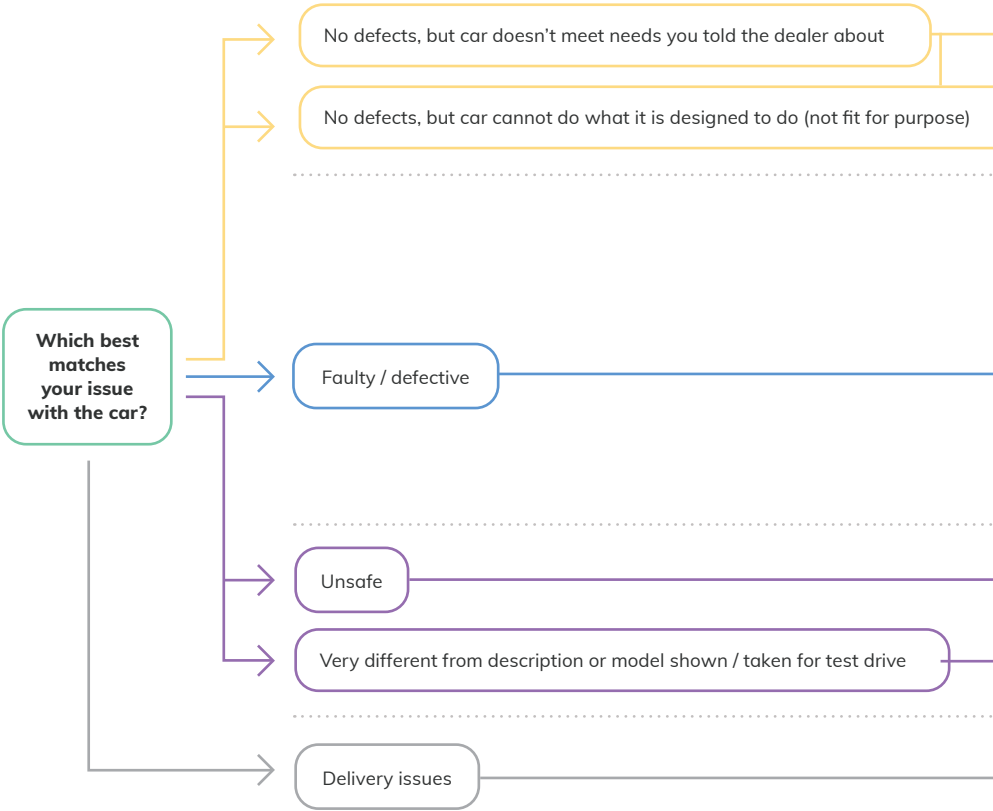 No defects, but car doesn't meet needs you told the dealer about
No defects, but car cannot do what it is designed to do (not fit for purpose)
Which best
matches
your issue
with the car?
Faulty / defective
Unsafe
Very different from description or model shown / taken for test drive
Delivery issues